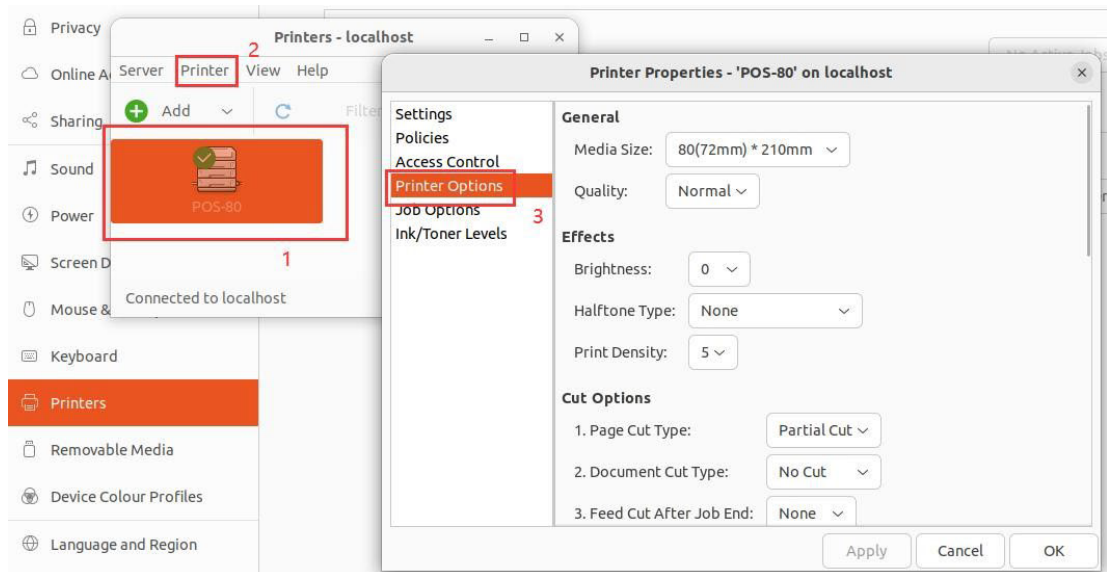 Privacy
Online A
Sharing
Sound
Power
Screen D
Mouse &
Keyboard
Printers
Removable Media
Device Colour Profiles
Language and Region
2
Printers - localhost
Server Printer View Help
Add
Filte
POS-80
1
Connected to localhost
No Active Jobs
Printer Properties - 'POS-80' on localhost
Settings
Policies
Access Control
Printer Options
3
Job Options
Ink/Toner Levels
General
Media Size: 80(72mm) * 210mm
Quality: Normal
Effects
Brightness: 0
Halftone Type: None
Print Density: 5
Cut Options
1. Page Cut Type: Partial Cut
2. Document Cut Type: No Cut
3. Feed Cut After Job End: None
Apply Cancel OK